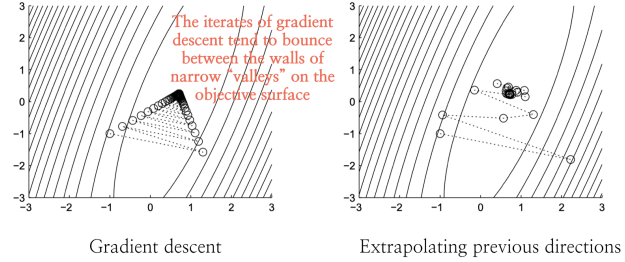 3
2
1
0
−1
−2
−3
−3 −2 −1 0 1 2 3
The iterates of gradient
descent tend to bounce
between the walls of
narrow “valleys” on the
objective surface
3
2
1
0
−1
−2
−3
−3 −2 −1 0 1 2 3
Gradient descent
Extrapolating previous directions